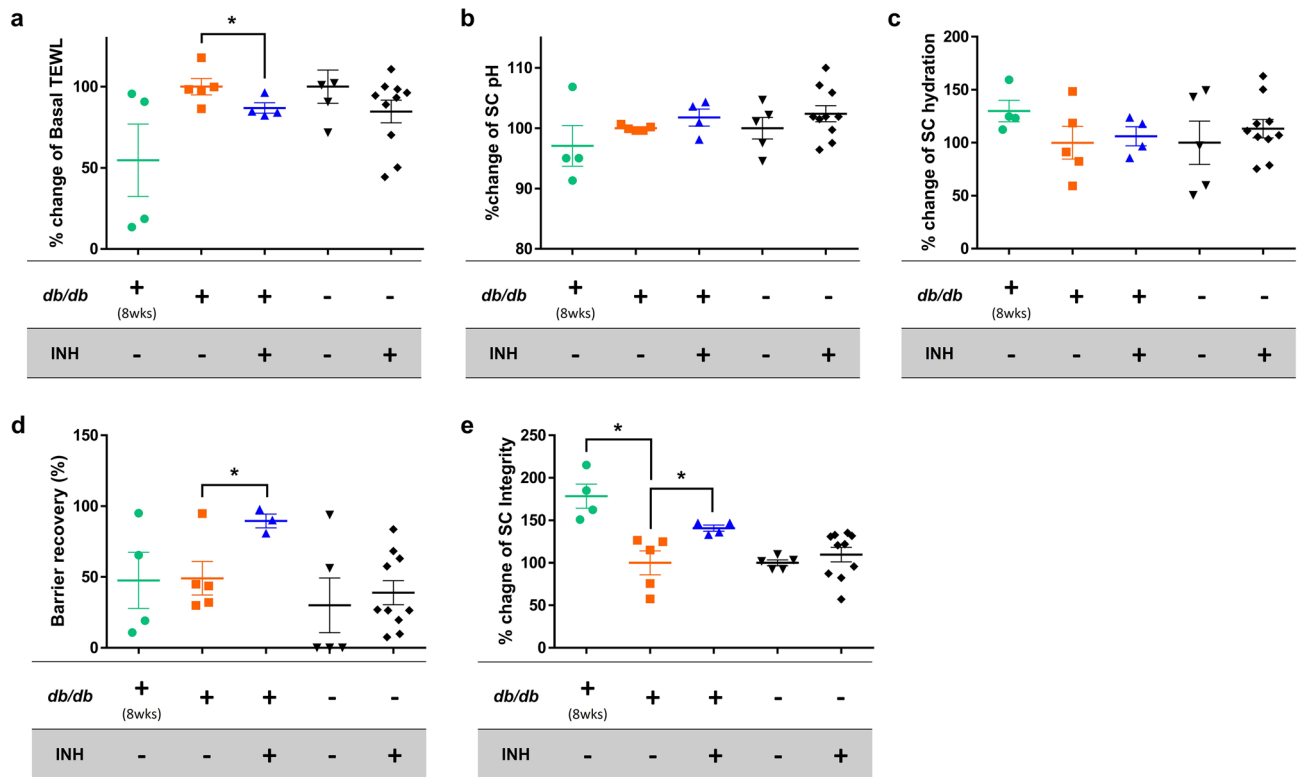 a
% change of Basal TEWL
*
100
50
0
db/db + + + - -
(8wks)
INH - - + - +
b
%change of SC pH
110
100
90
80
db/db + + + - -
(8wks)
INH - - + - +
c
% change of SC hydration
200
150
100
50
0
db/db + + + - -
(8wks)
INH - - + - +
d
Barrier recovery (%)
*
150
100
50
0
db/db + + + - -
(8wks)
INH - - + - +
e
% chagne of SC Integrity
*
*
250
200
150
100
50
0
db/db + + + - -
(8wks)
INH - - + - +